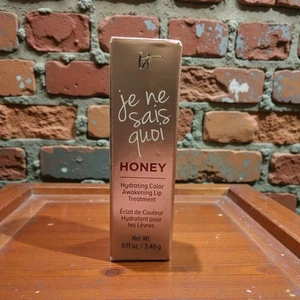 iT
je ne
sais
quoi
HONEY
Hydrating Color
Awakening Lip
Treatment
Éclat de Couleur
Hydratant pour
les Lèvres
Net Wt.
0.11 oz / 3.40g